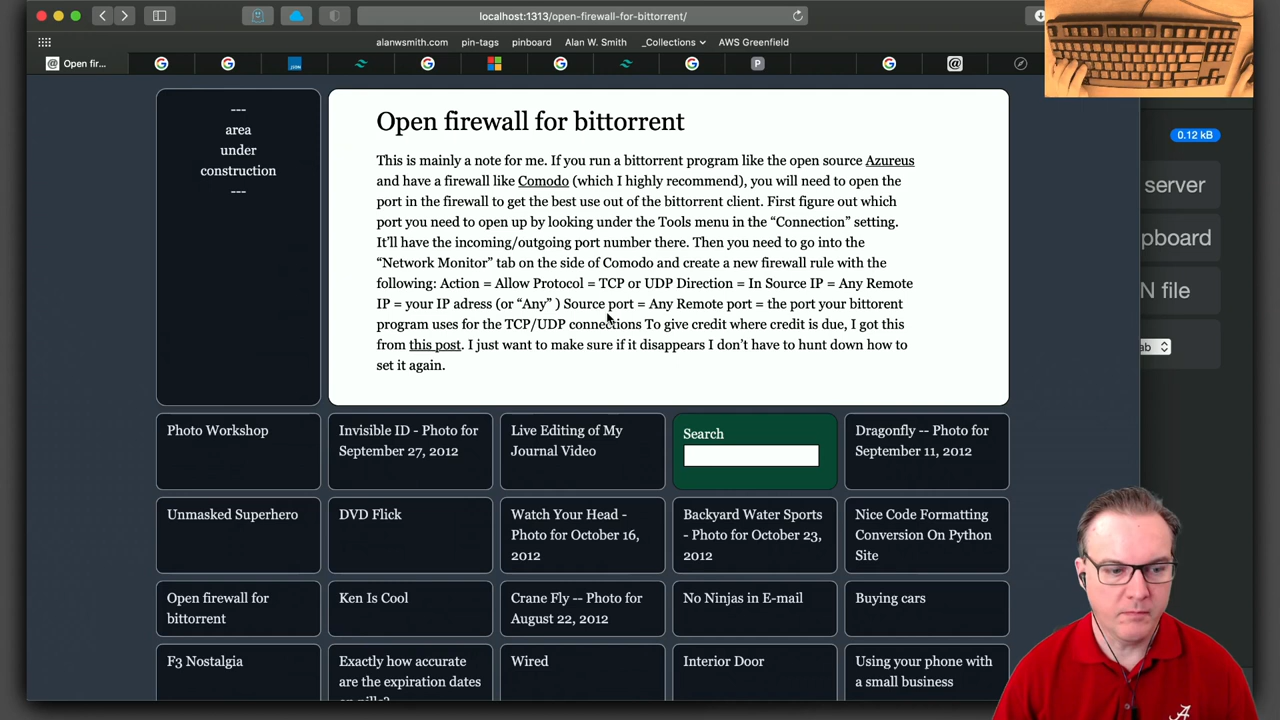 localhost:1313/open-firewall-for-bittorrent/
alanwsmith.com pin-tags pinboard Alan W. Smith _Collections AWS Greenfield
Open fir...
---
area
under
construction
---
Open firewall for bittorrent
This is mainly a note for me. If you run a bittorrent program like the open source Azureus
and have a firewall like Comodo (which I highly recommend), you will need to open the
port in the firewall to get the best use out of the bittorrent client. First figure out which
port you need to open up by looking under the Tools menu in the “Connection” setting.
It’ll have the incoming/outgoing port number there. Then you need to go into the
“Network Monitor” tab on the side of Comodo and create a new firewall rule with the
following: Action = Allow Protocol = TCP or UDP Direction = In Source IP = Any Remote
IP = your IP adress (or “Any” ) Source port = Any Remote port = the port your bittorent
program uses for the TCP/UDP connections To give credit where credit is due, I got this
from this post. I just want to make sure if it disappears I don’t have to hunt down how to
set it again.
0.12 kB
server
pboard
N file
ab
Photo Workshop
Invisible ID - Photo for
September 27, 2012
Live Editing of My
Journal Video
Search
Dragonfly -- Photo for
September 11, 2012
Unmasked Superhero
DVD Flick
Watch Your Head -
Photo for October 16,
2012
Backyard Water Sports
- Photo for October 23,
2012
Nice Code Formatting
Conversion On Python
Site
Open firewall for
bittorrent
Ken Is Cool
Crane Fly -- Photo for
August 22, 2012
No Ninjas in E-mail
Buying cars
F3 Nostalgia
Exactly how accurate
are the expiration dates
Wired
Interior Door
Using your phone with
a small business